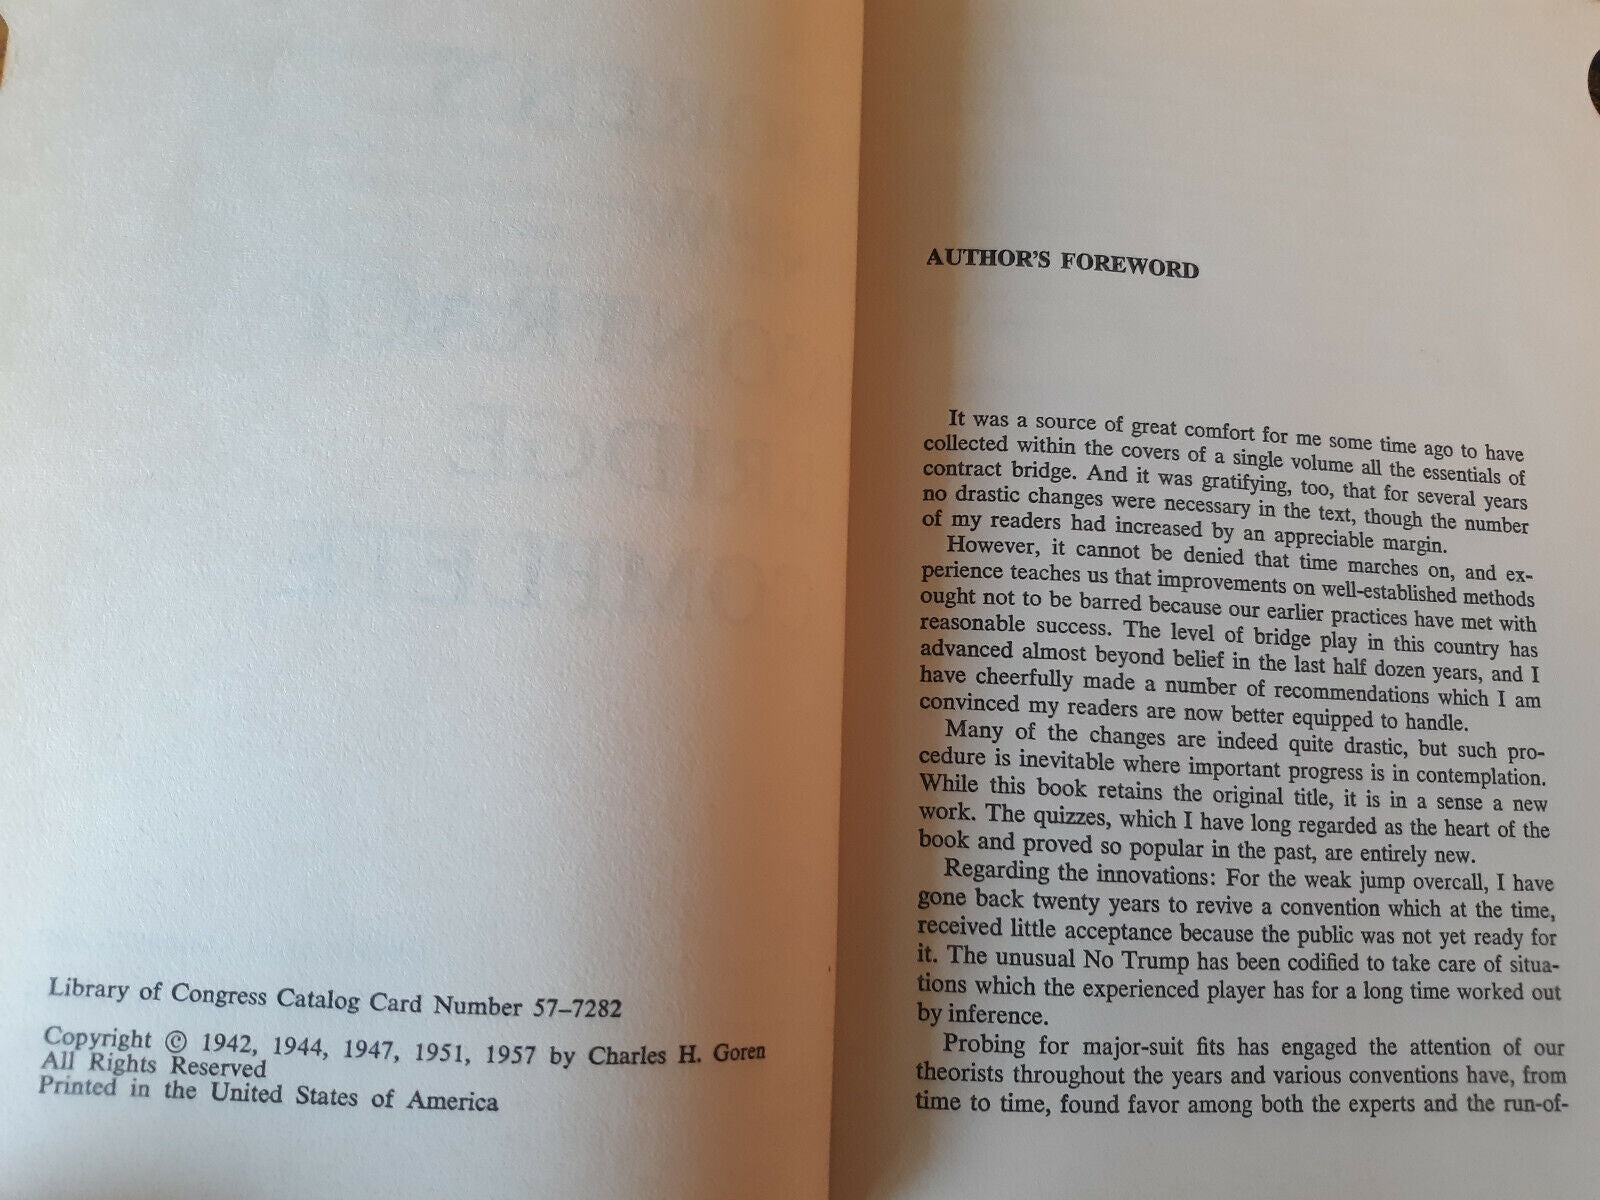 Library of Congress Catalog Card Number 57–7282
Copyright © 1942, 1944, 1947, 1951, 1957 by Charles H. Goren
All Rights Reserved
Printed in the United States of America
AUTHOR'S FOREWORD
It was a source of great comfort for me some time ago to have
collected within the covers of a single volume all the essentials of
contract bridge. And it was gratifying, too, that for several years
no drastic changes were necessary in the text, though the number
of my readers had increased by an appreciable margin.
However, it cannot be denied that time marches on, and ex-
perience teaches us that improvements on well-established methods
ought not to be barred because our earlier practices have met with
reasonable success. The level of bridge play in this country has
advanced almost beyond belief in the last half dozen years, and I
have cheerfully made a number of recommendations which I am
convinced my readers are now better equipped to handle.
Many of the changes are indeed quite drastic, but such pro-
cedure is inevitable where important progress is in contemplation.
While this book retains the original title, it is in a sense a new
work. The quizzes, which I have long regarded as the heart of the
book and proved so popular in the past, are entirely new.
Regarding the innovations: For the weak jump overcall, I have
gone back twenty years to revive a convention which at the time,
received little acceptance because the public was not yet ready for
it. The unusual No Trump has been codified to take care of situa-
tions which the experienced player has for a long time worked out
by inference.
Probing for major-suit fits has engaged the attention of our
theorists throughout the years and various conventions have, from
time to time, found favor among both the experts and the run-of-